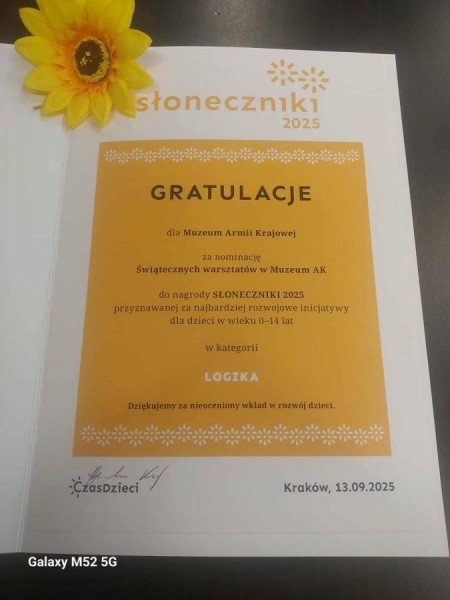 słoneczniki
2025
GRATULACJE
dla Muzeum Armii Krajowej
za nominację
Świątecznych warsztatów w Muzeum AK
do nagrody SŁONECZNIKI 2025
przyznawanej za najbardziej rozwojowe inicjatywy
dla dzieci w wieku 0–14 lat
w kategorii
LOGIKA
Dziękujemy za nieoceniony wkład w rozwój dzieci.
CzasDzieci
Kraków, 13.09.2025
Galaxy M52 5G